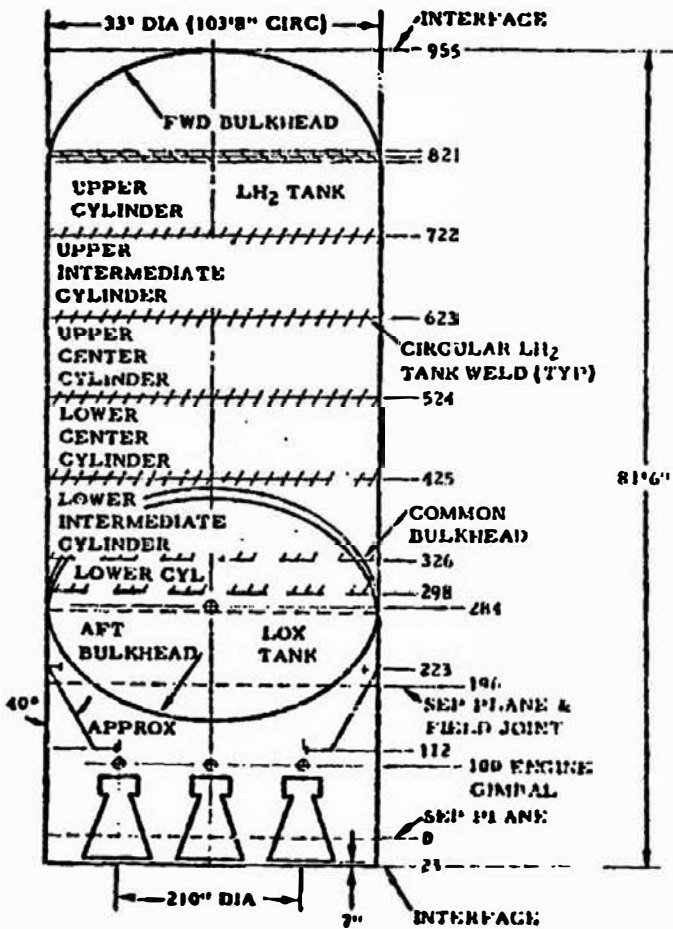 33' DIA (103'8" CIRC)
INTERFACE
955
FWD BULKHEAD
821
UPPER
CYLINDER
LH₂ TANK
722
UPPER
INTERMEDIATE
CYLINDER
623
UPPER
CENTER
CYLINDER
CIRCULAR LH₂
TANK WELD (TYP)
524
LOWER
CENTER
CYLINDER
425
81'6"
LOWER
INTERMEDIATE
CYLINDER
COMMON
BULKHEAD
326
LOWER CYL
298
284
AFT
BULKHEAD
LOX
TANK
223
196
SEP PLANE &
FIELD JOINT
40°
APPROX
112
100 ENGINE
GIMBAL
SEP PLANE
0
23
210" DIA
7"
INTERFACE